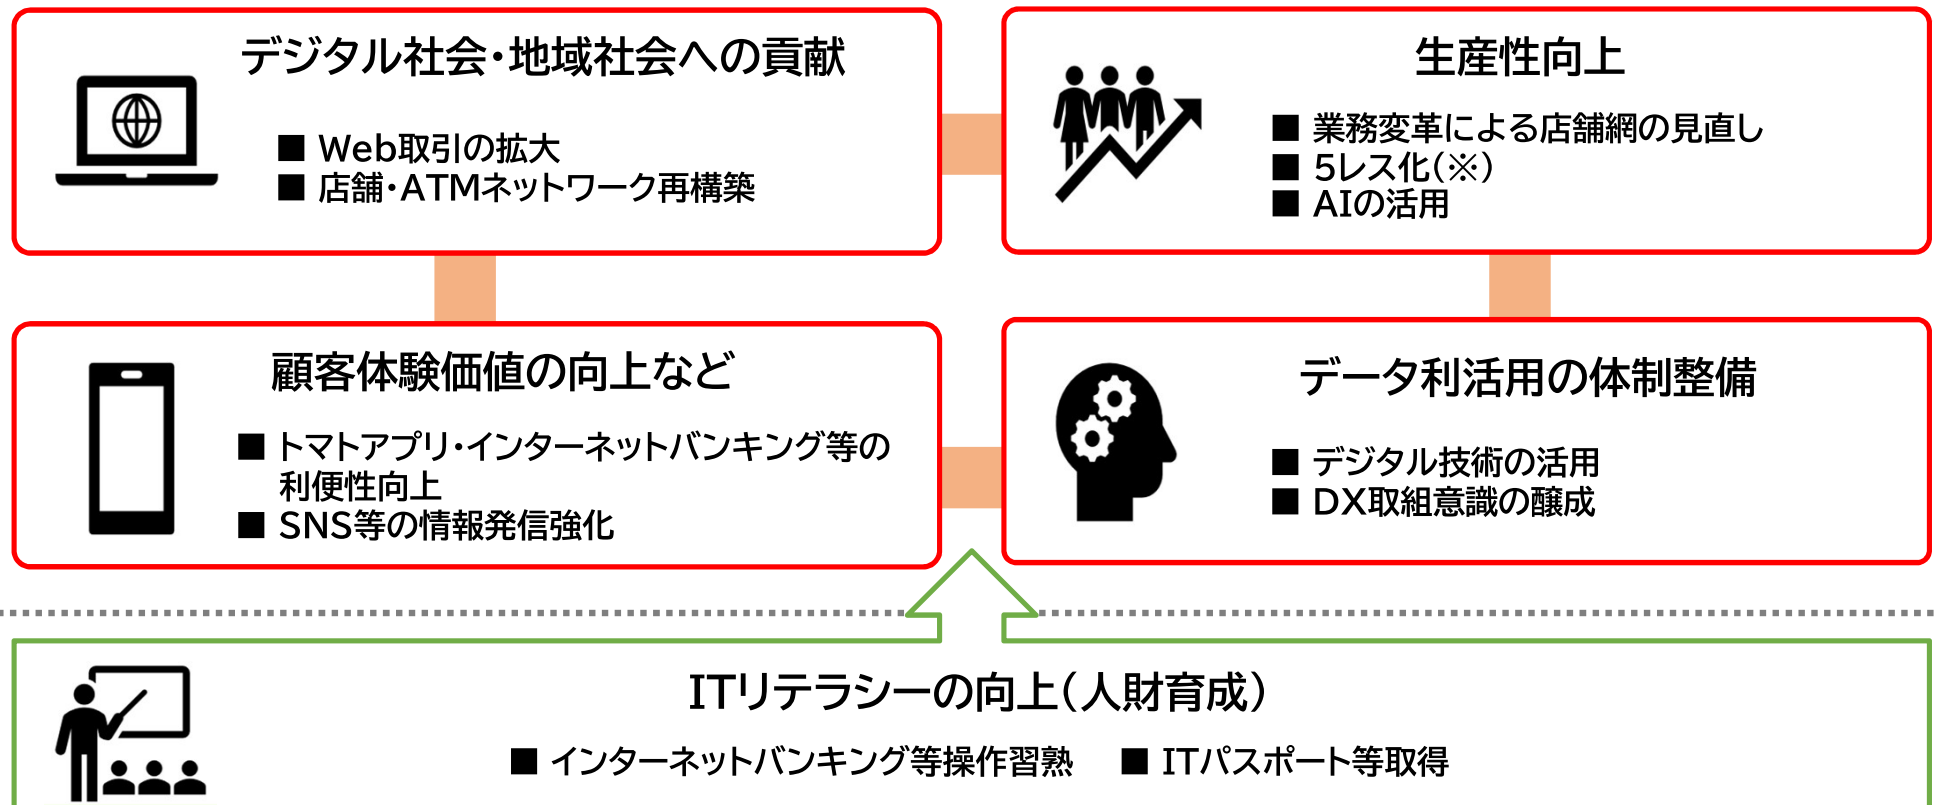 デジタル社会・地域社会への貢献
■ Web取引の拡大
■ 店舗・ATMネットワーク再構築
生産性向上
■ 業務変革による店舗網の見直し
■ 5レス化(※)
■ AIの活用
顧客体験価値の向上など
■ トマトアプリ・インターネットバンキング等の
利便性向上
■ SNS等の情報発信強化
データ利活用の体制整備
■ デジタル技術の活用
■ DX取組意識の醸成
ITリテラシーの向上(人財育成)
■ インターネットバンキング等操作習熟 ■ ITパスポート等取得